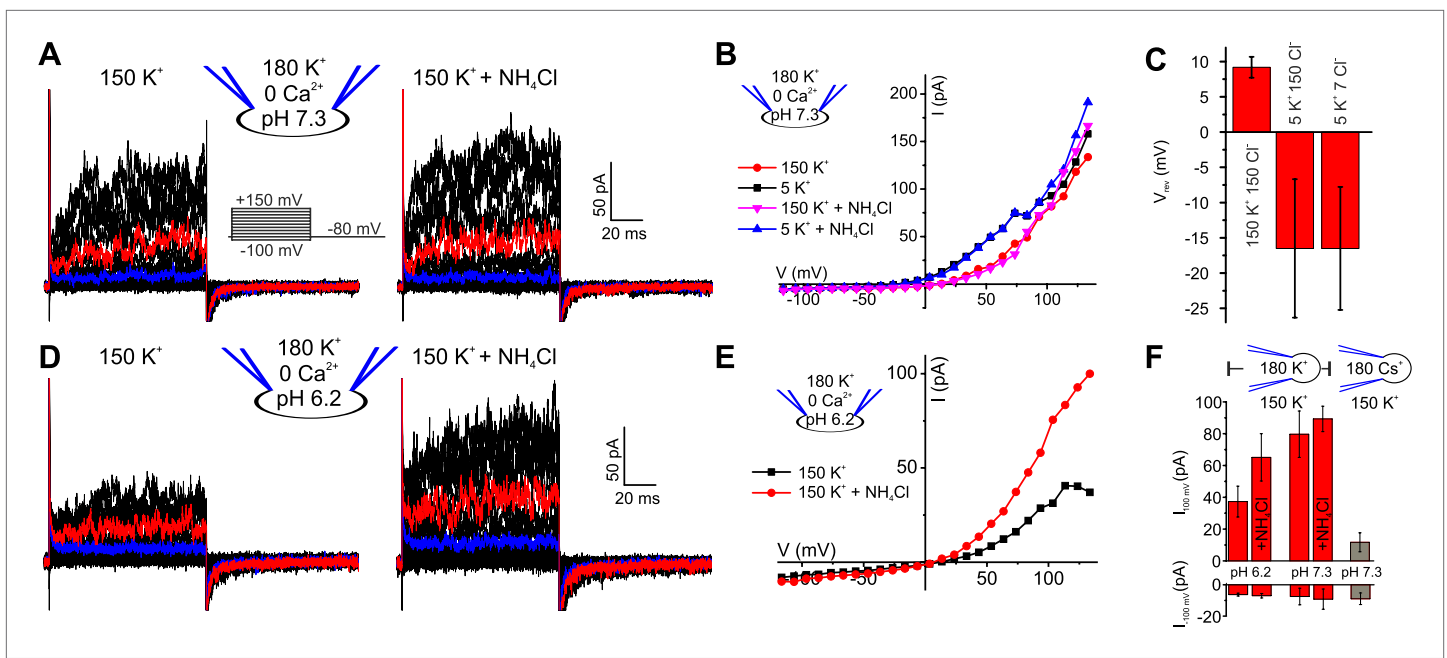 A
150 K⁺
180 K⁺
0 Ca²⁺
pH 7.3
150 K⁺ + NH₄Cl
+150 mV
-100 mV
-80 mV
50 pA
20 ms
B
180 K⁺
0 Ca²⁺
pH 7.3
150 K⁺
5 K⁺
150 K⁺ + NH₄Cl
5 K⁺ + NH₄Cl
I (pA)
200
150
100
50
V (mV)
-100
-50
50
100
C
V_rev (mV)
10
5
0
-5
-10
-15
-20
-25
150 K⁺ 150 Cl⁻
5 K⁺ 150 Cl⁻
5 K⁺ 7 Cl⁻
D
150 K⁺
180 K⁺
0 Ca²⁺
pH 6.2
150 K⁺ + NH₄Cl
50 pA
20 ms
E
180 K⁺
0 Ca²⁺
pH 6.2
150 K⁺
150 K⁺ + NH₄Cl
I (pA)
100
50
V (mV)
50
100
F
180 K⁺
180 Cs⁺
150 K⁺
150 K⁺
I₁₀₀ ₘV (pA)
100
80
60
40
20
0
+NH₄Cl
+NH₄Cl
pH 6.2
pH 7.3
pH 7.3
I₋₁₀₀ ₘV (pA)
0
-20